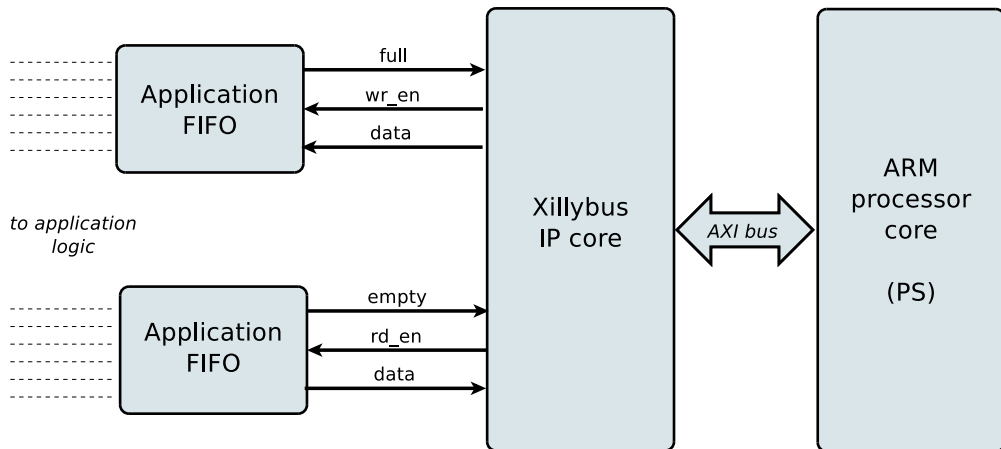 Application
FIFO
full
wr_en
data
to application
logic
Application
FIFO
empty
rd_en
data
Xillybus
IP core
AXI bus
ARM
processor
core
(PS)